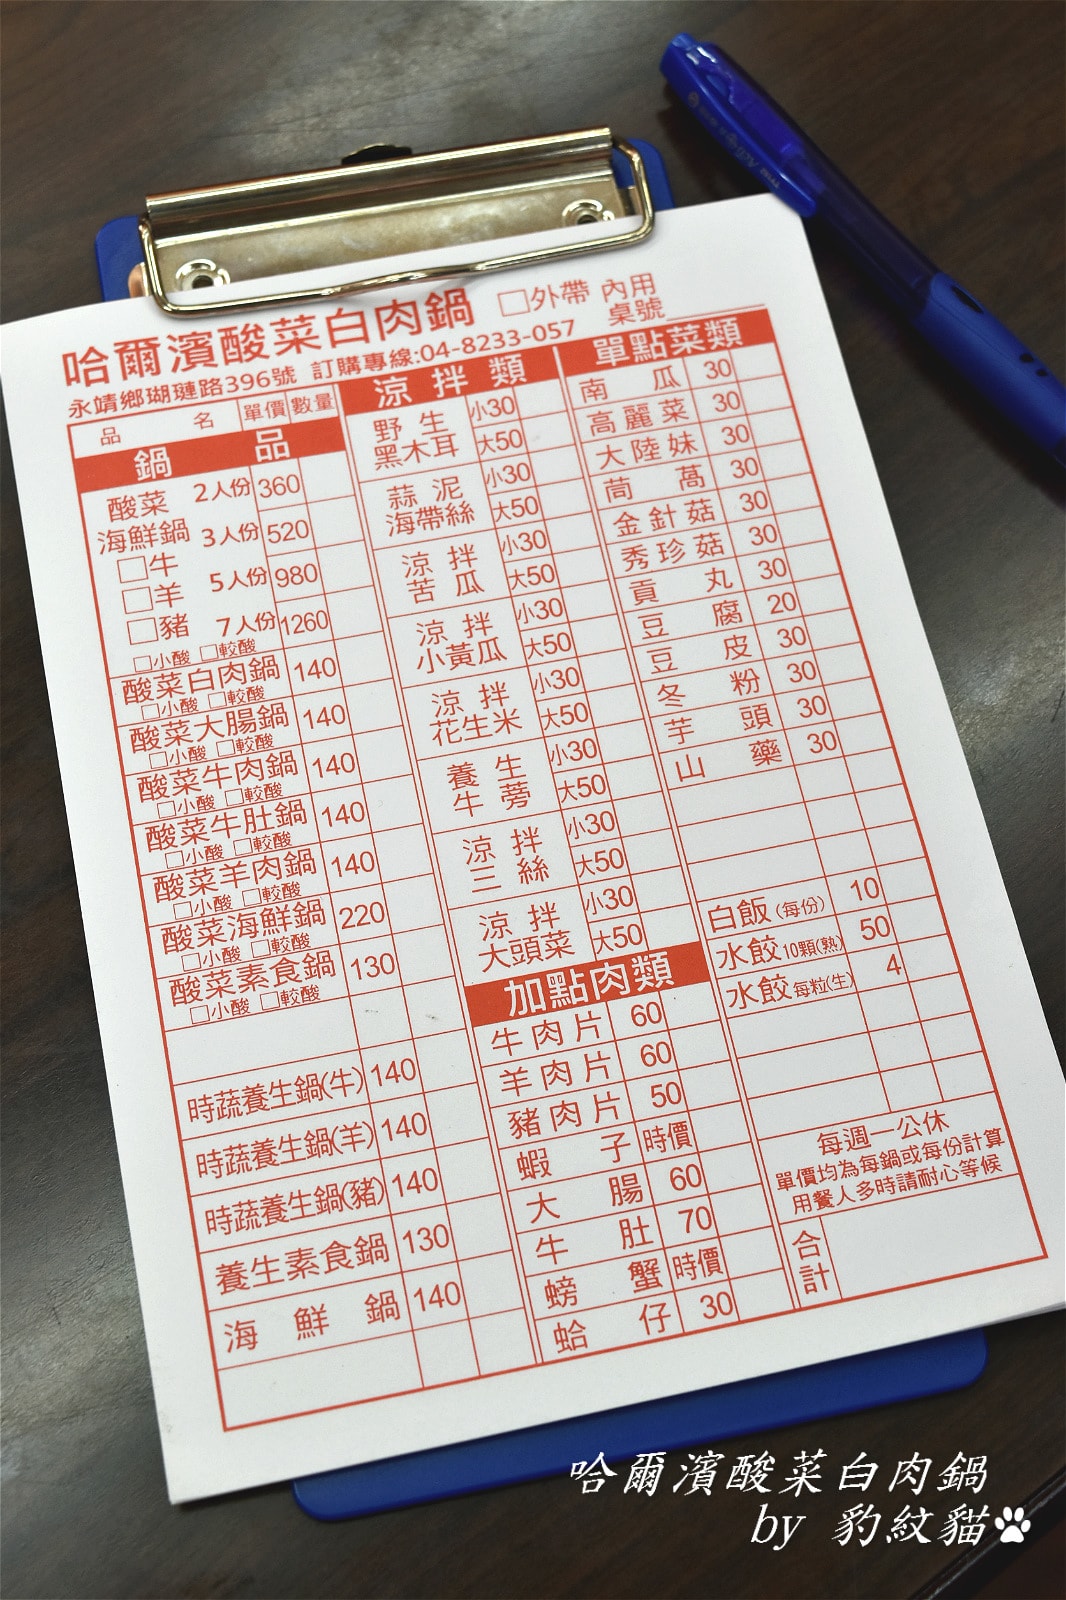 哈爾濱酸菜白肉鍋 □外帶 內用
桌號
永靖鄉瑚璉路396號 訂購專線:04-8233-057
品名 單價 數量
鍋品
酸菜 2人份 360
海鮮鍋 3人份 520
□牛
□羊 5人份 980
□豬 7人份 1260
□小酸 □較酸
酸菜白肉鍋 140
□小酸 □較酸
酸菜大腸鍋 140
□小酸 □較酸
酸菜牛肉鍋 140
□小酸 □較酸
酸菜牛肚鍋 140
□小酸 □較酸
酸菜羊肉鍋 140
□小酸 □較酸
酸菜海鮮鍋 220
□小酸 □較酸
酸菜素食鍋 130
□小酸 □較酸
時蔬養生鍋(牛) 140
時蔬養生鍋(羊) 140
時蔬養生鍋(豬) 140
養生素食鍋 130
海鮮鍋 140
涼拌類
野生 小30
黑木耳 大50
蒜泥 小30
海帶絲 大50
涼拌 小30
苦瓜 大50
涼拌 小30
小黃瓜 大50
涼拌 小30
花生米 大50
養生 小30
牛蒡 大50
涼拌 小30
三絲 大50
涼拌 小30
大頭菜 大50
加點肉類
牛肉片 60
羊肉片 60
豬肉片 50
蝦子 時價
大腸 60
牛肚 70
螃蟹 時價
蛤仔 30
單點菜類
南瓜 30
高麗菜 30
大陸妹 30
茼萵 30
金針菇 30
秀珍菇 30
貢丸 30
豆腐 20
豆皮 30
冬粉 30
芋頭 30
山藥 30
白飯(每份) 10
水餃10顆(熟) 50
水餃每粒(生) 4
每週一公休
單價均為每鍋或每份計算
用餐人多時請耐心等候
合計
哈爾濱酸菜白肉鍋
by 豹紋貓